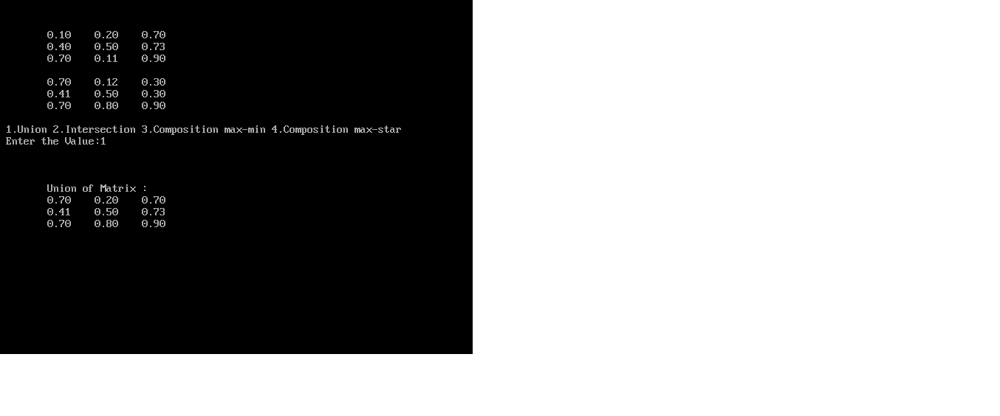 0.10 0.20 0.70
0.40 0.50 0.73
0.70 0.11 0.90
0.70 0.12 0.30
0.41 0.50 0.30
0.70 0.80 0.90
1.Union 2.Intersection 3.Composition max-min 4.Composition max-star
Enter the Value:1
Union of Matrix :
0.70 0.20 0.70
0.41 0.50 0.73
0.70 0.80 0.90